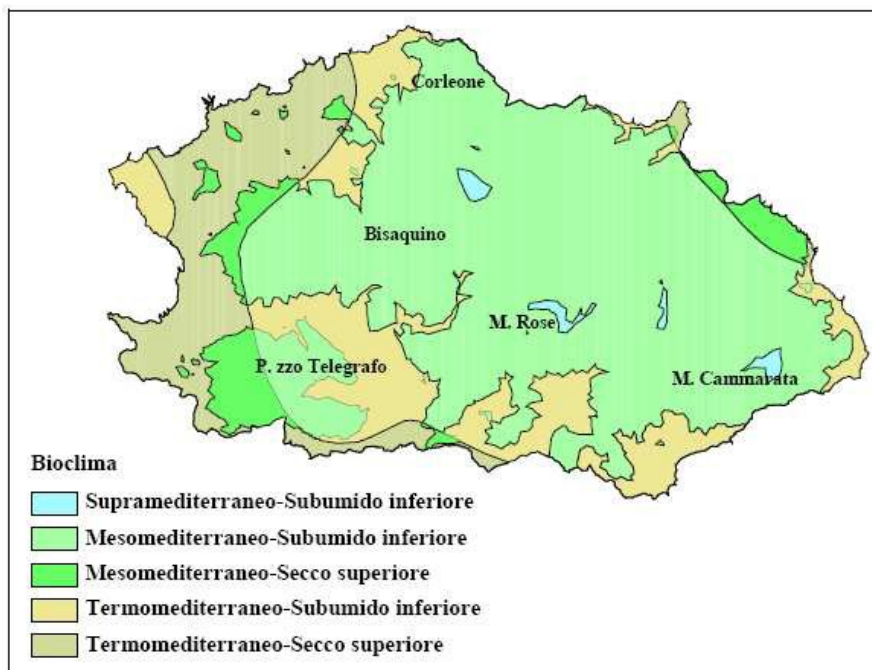 Corleone
Bisaquino
M. Rose
P. zzo Telegrafo
M. Cammarata
Bioclima
Supramediterraneo-Subumido inferiore
Mesomediterraneo-Subumido inferiore
Mesomediterraneo-Secco superiore
Termomediterraneo-Subumido inferiore
Termomediterraneo-Secco superiore